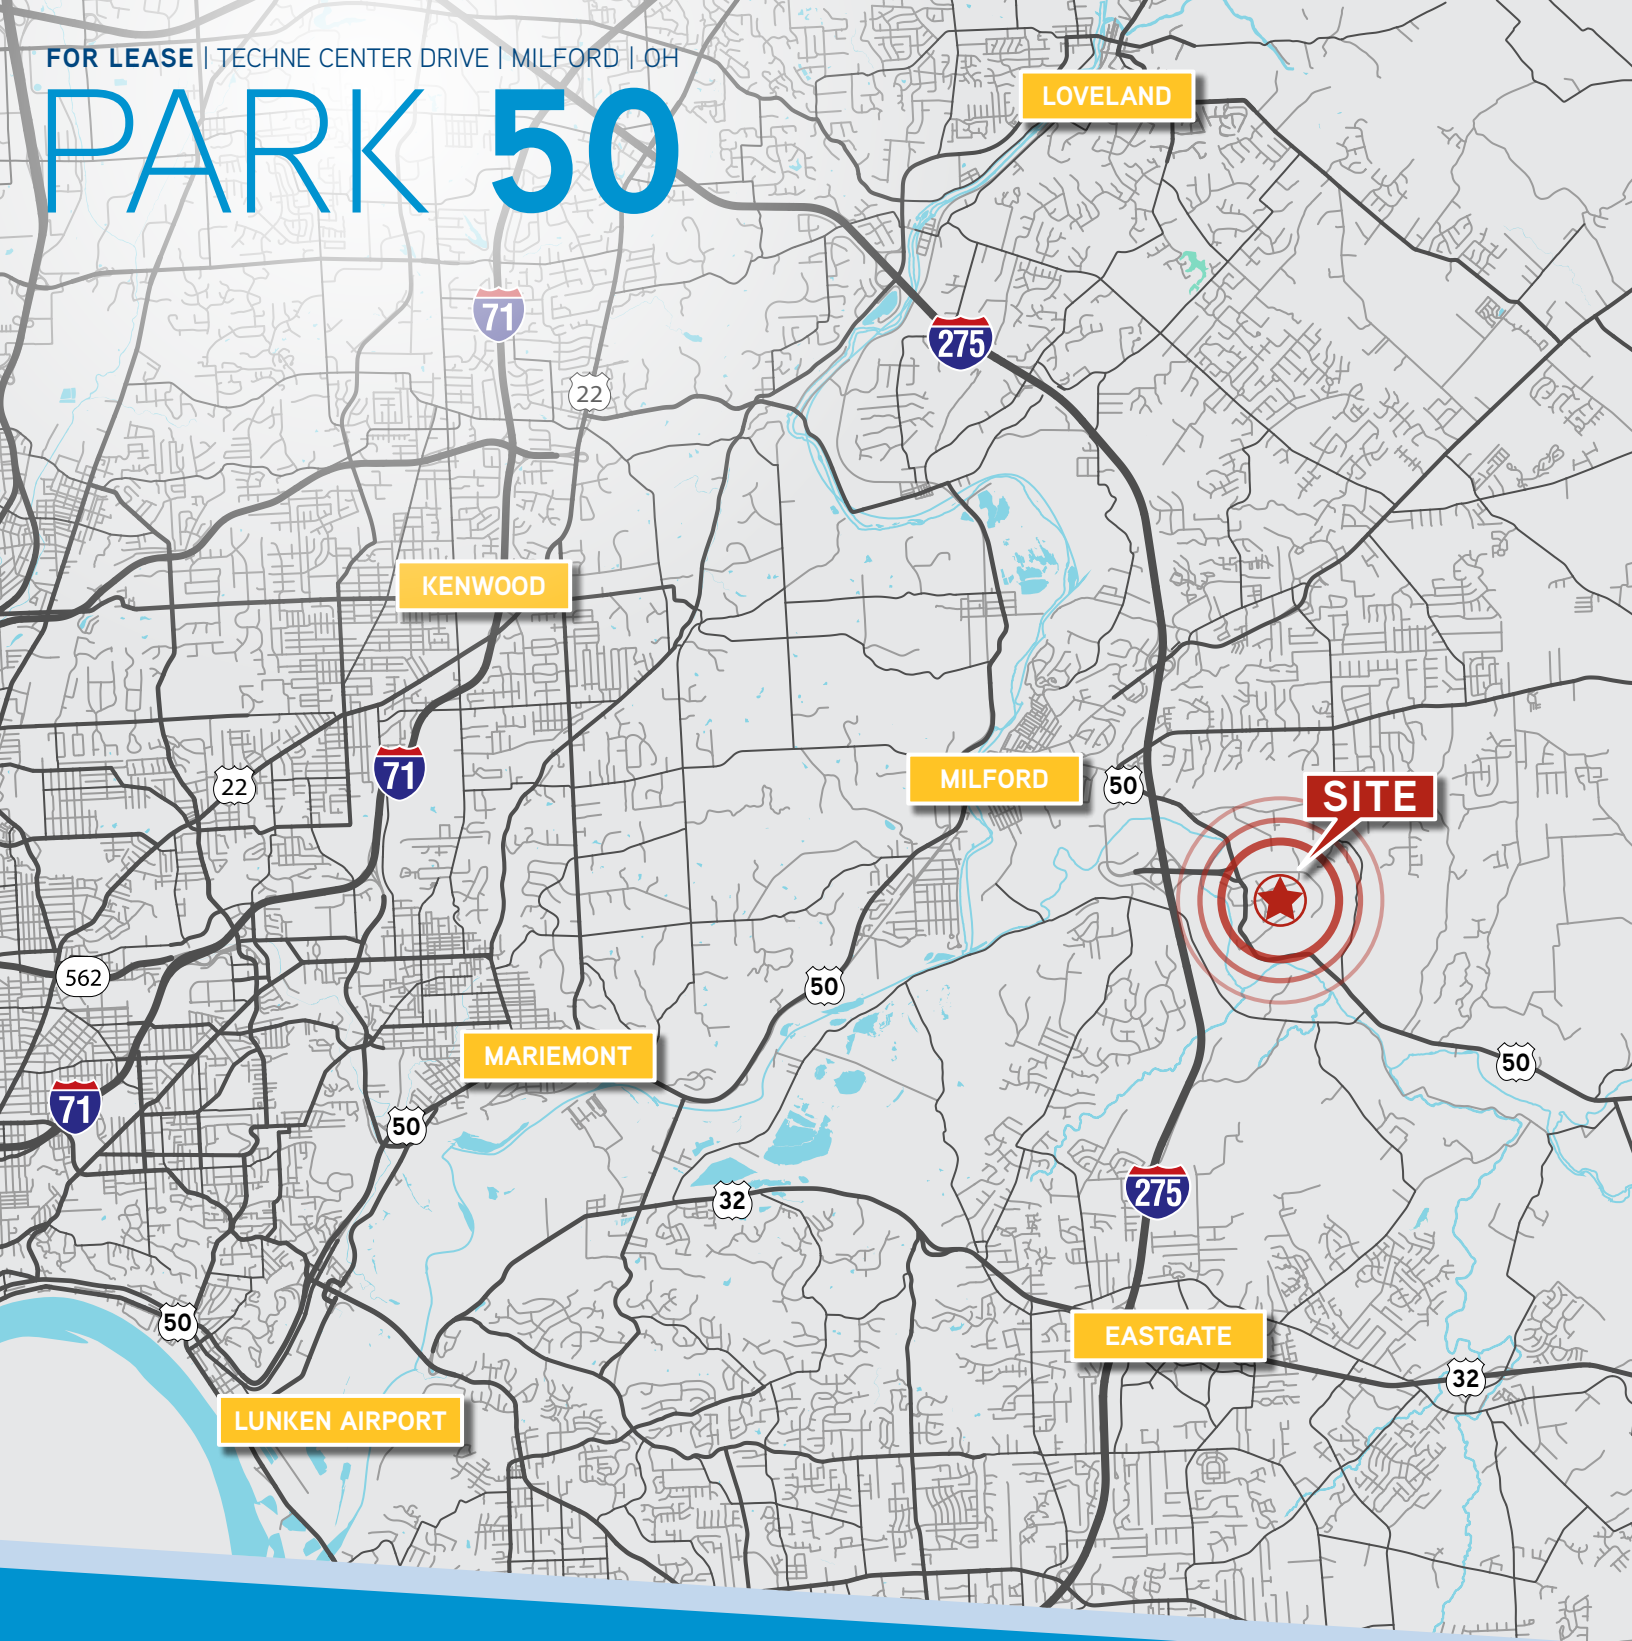 FOR LEASE | TECHNE CENTER DRIVE | MILFORD | OH
PARK 50
LOVELAND
71
275
22
KENWOOD
71
22
MILFORD
50
SITE
562
50
MARIEMONT
50
71
50
275
32
50
EASTGATE
32
LUNKEN AIRPORT